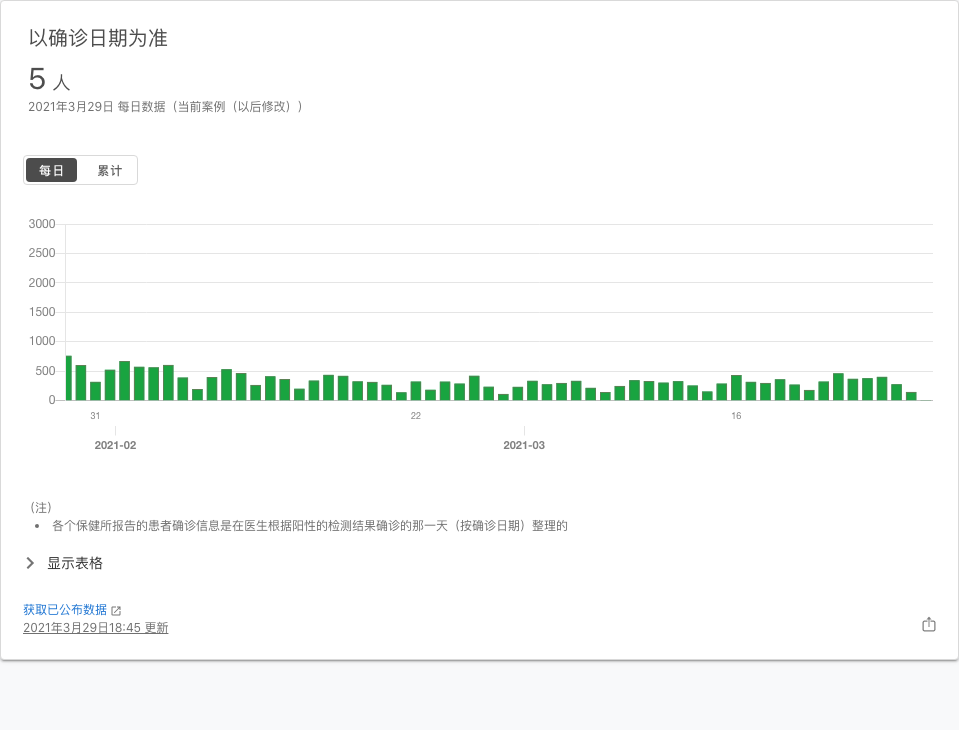 以确诊日期为准
5 人
2021年3月29日 每日数据（当前案例（以后修改））
每日 累计
3000
2500
2000
1500
1000
500
0
31 22 16
2021-02 2021-03
（注）
• 各个保健所报告的患者确诊信息是在医生根据阳性的检测结果确诊的那一天（按确诊日期）整理的
显示表格
获取已公布数据
2021年3月29日18:45 更新